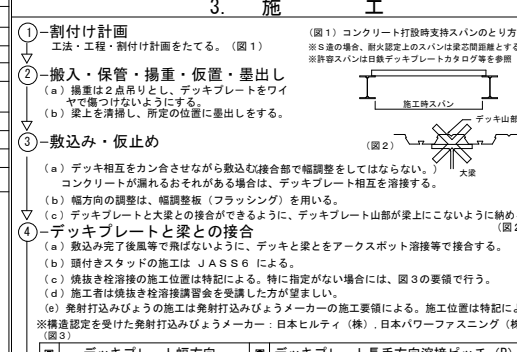 3. 施 工
①-割付け計画
工法・工程・割付け計画をたてる。（図１）
②-搬入・保管・揚重・仮置・墨出し
（ａ）揚重は２点吊りとし、デッキプレートをワイ
ヤで傷つけないようにする。
（ｂ）梁上を清掃し、所定の位置に墨出しをする。
③-敷込み・仮止め
（ａ）デッキ相互をカン合させながら敷込む(接合部で幅調整をしてはならない。）
コンクリートが漏れるおそれがある場合は、デッキプレート相互を溶接する。
（ｂ）幅方向の調整は、幅調整板（フラッシング）を用いる。
（ｃ）デッキプレートと大梁との接合ができるように、デッキプレート山部が梁上にこないように納め
（図2
④-デッキプレートと梁との接合
（ａ）敷込み完了後風等で飛ばないように、デッキと梁とをアークスポット溶接等で接合する。
（ｂ）頭付きスタッドの施工は ＪＡＳＳ６ による。
（ｃ）焼抜き栓溶接の施工位置は特記による。特に指定がない場合には、図３の要領で行う。
（ｄ）施工者は焼抜き栓溶接講習会を受講した方が望ましい。
（e）発射打込みびょうの施工は発射打込みびょうメーカーの施工要領による。施工位置は特記によ
※構造認定を受けた発射打込みびょうメーカー：日本ヒルティ（株）,日本パワーファスニング（株
（図３）
デッキプレート幅方向
デッキプレート長手方向溶接ピッチ（P）
（図１）コンクリート打設時支持スパンのとり方
※Ｓ造の場合、耐火認定上のスパンは梁芯間距離とする
※許容スパンは日鉄デッキプレートカタログ等を参照
施工時スパン
デッキ山部
（図２）
大梁